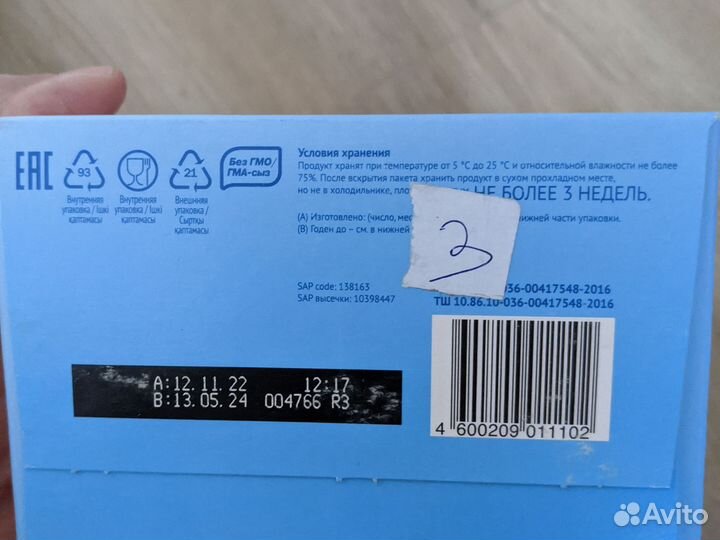 EAC
93
21
Без ГМО/
ГМА-сыз
Внутренняя
упаковка / Ішкі
қаптамасы
Внутренняя
упаковка / Ішкі
қаптамасы
Внешняя
упаковка /
Сыртқы
қаптамасы
Условия хранения
Продукт хранят при температуре от 5 °С до 25 °С и относительной влажности не более
75%. После вскрытия пакета хранить продукт в сухом прохладном месте,
но не в холодильнике, НЕ БОЛЕЕ 3 НЕДЕЛЬ.
(А) Изготовлено: (число, нижней части упаковки.
(В) Годен до – см. в нижней
3
SAP code: 138163
SAP высечки: 10398447
036-00417548-2016
ТШ 10.86.10-036-00417548-2016
A:12.11.22 12:17
B:13.05.24 004766 R3
4 600209 011102
Avito